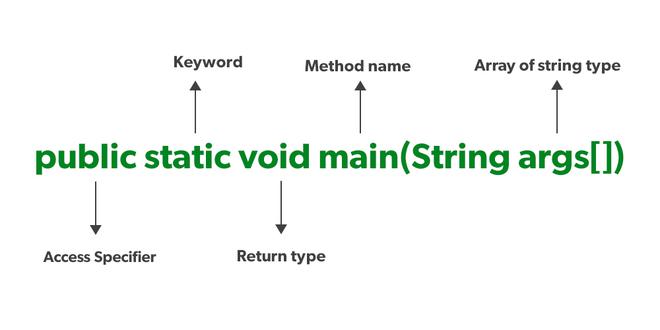 Keyword
Method name
Array of string type
public static void main(String args[])
Access Specifier
Return type